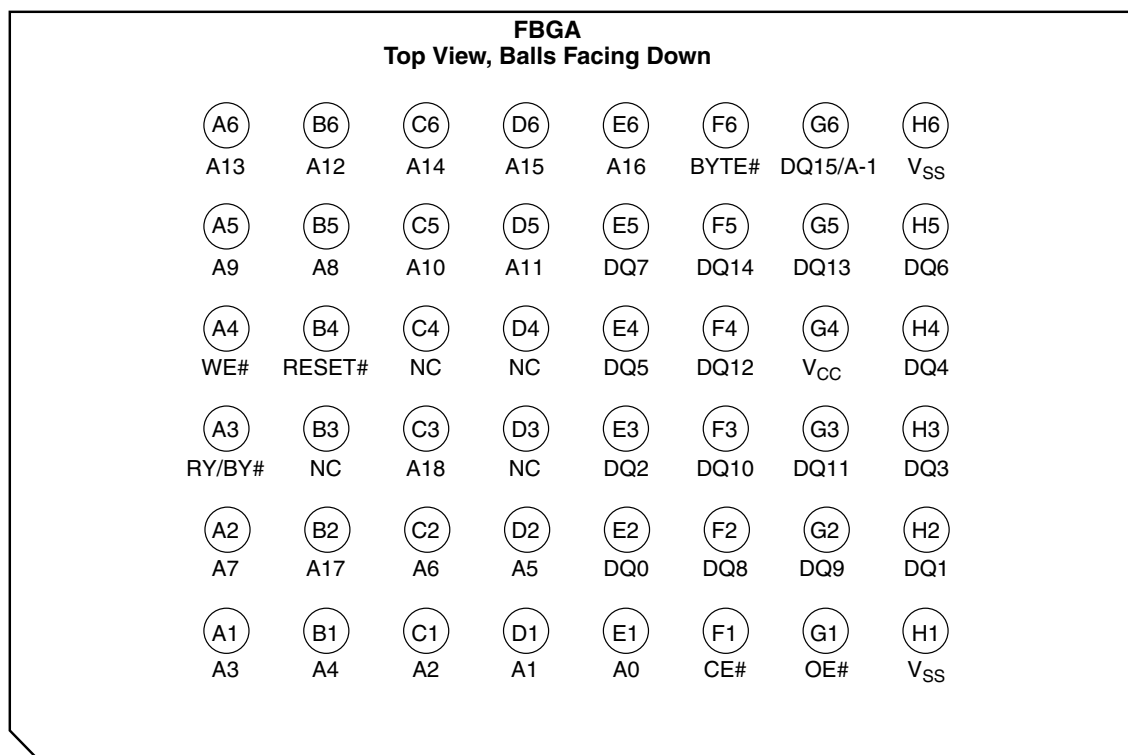 FBGA
Top View, Balls Facing Down
A6 B6 C6 D6 E6 F6 G6 H6
A13 A12 A14 A15 A16 BYTE# DQ15/A-1 VSS
A5 B5 C5 D5 E5 F5 G5 H5
A9 A8 A10 A11 DQ7 DQ14 DQ13 DQ6
A4 B4 C4 D4 E4 F4 G4 H4
WE# RESET# NC NC DQ5 DQ12 VCC DQ4
A3 B3 C3 D3 E3 F3 G3 H3
RY/BY# NC A18 NC DQ2 DQ10 DQ11 DQ3
A2 B2 C2 D2 E2 F2 G2 H2
A7 A17 A6 A5 DQ0 DQ8 DQ9 DQ1
A1 B1 C1 D1 E1 F1 G1 H1
A3 A4 A2 A1 A0 CE# OE# VSS